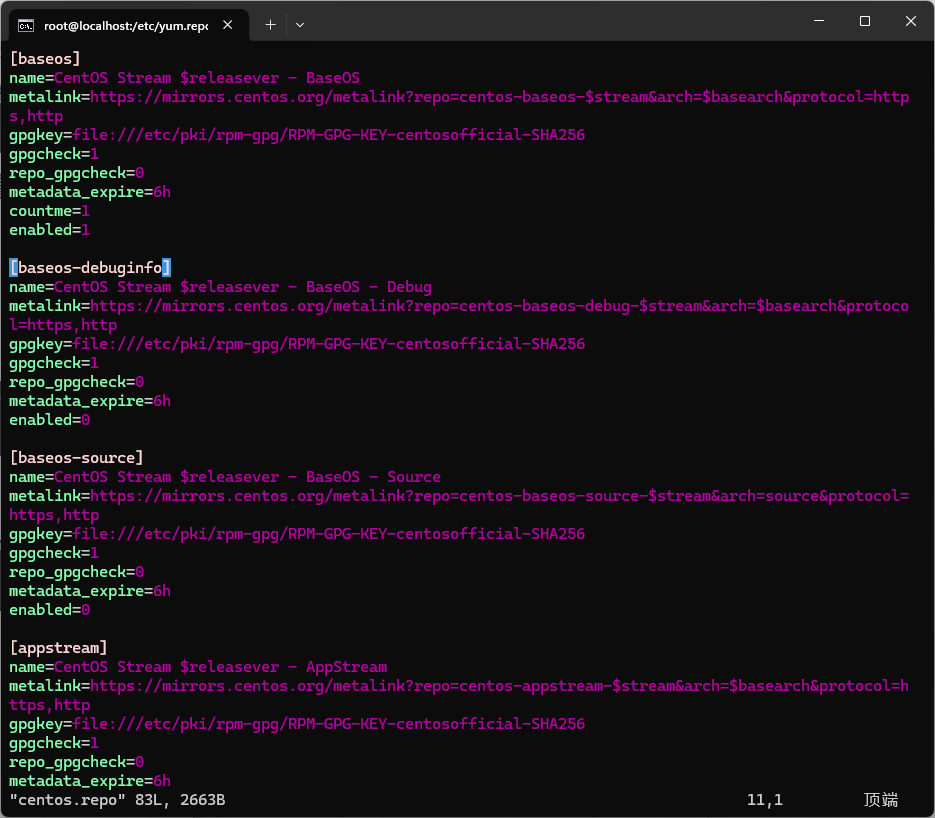 root@localhost:/etc/yum.repo
[baseos]
name=CentOS Stream $releasever - BaseOS
metalink=https://mirrors.centos.org/metalink?repo=centos-baseos-$stream&arch=$basearch&protocol=http
s,http
gpgkey=file:///etc/pki/rpm-gpg/RPM-GPG-KEY-centosofficial-SHA256
gpgcheck=1
repo_gpgcheck=0
metadata_expire=6h
countme=1
enabled=1
[baseos-debuginfo]
name=CentOS Stream $releasever - BaseOS - Debug
metalink=https://mirrors.centos.org/metalink?repo=centos-baseos-debug-$stream&arch=$basearch&protoco
l=https,http
gpgkey=file:///etc/pki/rpm-gpg/RPM-GPG-KEY-centosofficial-SHA256
gpgcheck=1
repo_gpgcheck=0
metadata_expire=6h
enabled=0
[baseos-source]
name=CentOS Stream $releasever - BaseOS - Source
metalink=https://mirrors.centos.org/metalink?repo=centos-baseos-source-$stream&arch=source&protocol=
https,http
gpgkey=file:///etc/pki/rpm-gpg/RPM-GPG-KEY-centosofficial-SHA256
gpgcheck=1
repo_gpgcheck=0
metadata_expire=6h
enabled=0
[appstream]
name=CentOS Stream $releasever - AppStream
metalink=https://mirrors.centos.org/metalink?repo=centos-appstream-$stream&arch=$basearch&protocol=h
ttps,http
gpgkey=file:///etc/pki/rpm-gpg/RPM-GPG-KEY-centosofficial-SHA256
gpgcheck=1
repo_gpgcheck=0
metadata_expire=6h
"centos.repo" 83L, 2663B 11,1 顶端